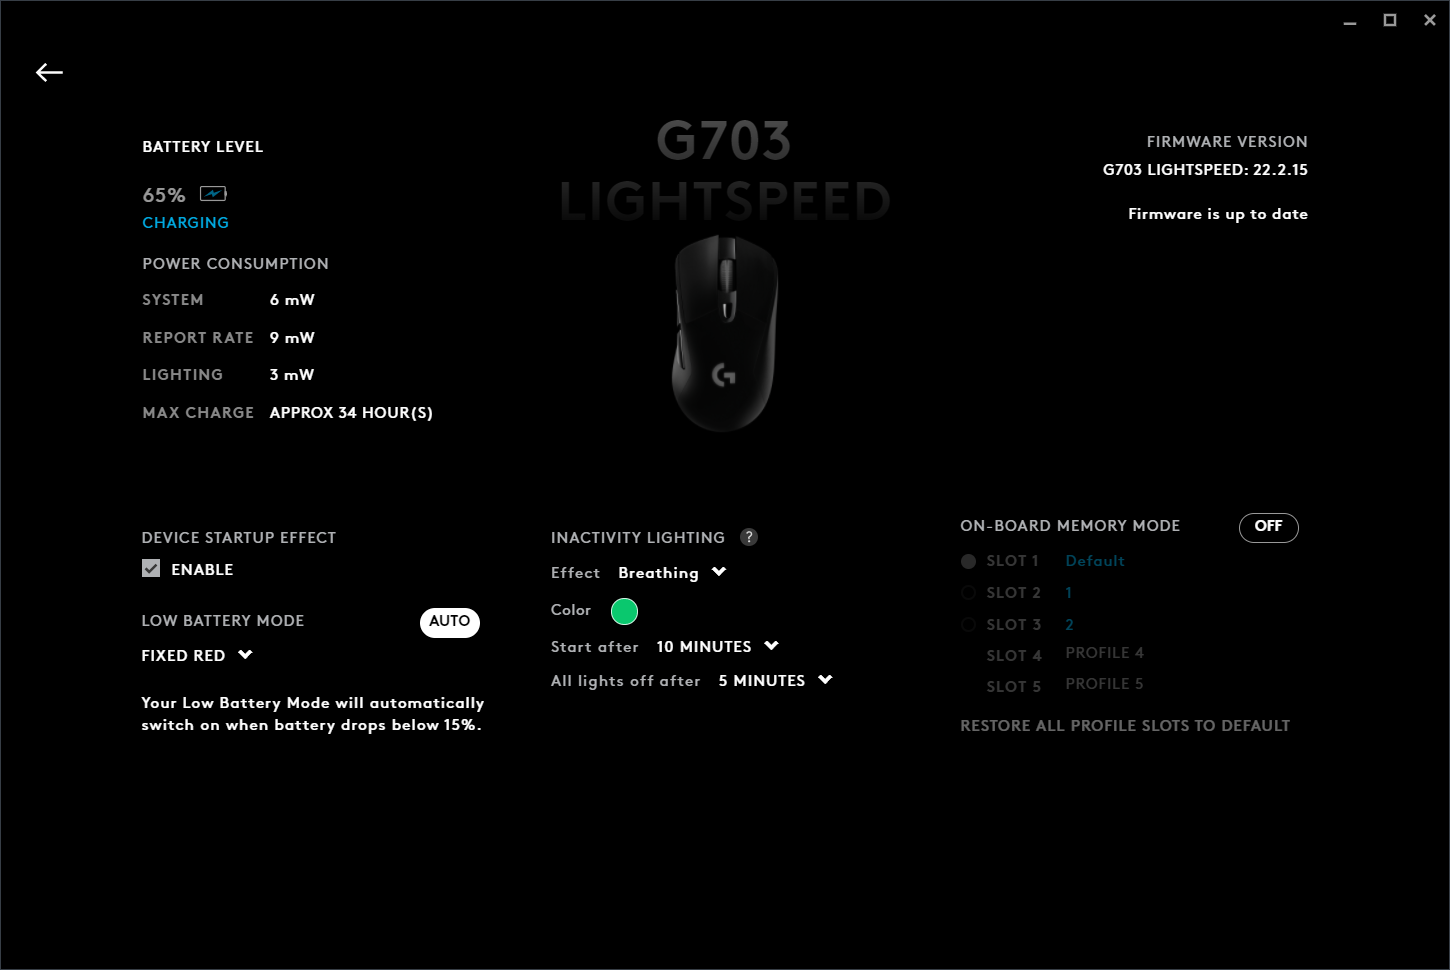 G703
LIGHTSPEED
BATTERY LEVEL
65%
CHARGING
POWER CONSUMPTION
SYSTEM 6 mW
REPORT RATE 9 mW
LIGHTING 3 mW
MAX CHARGE APPROX 34 HOUR(S)
FIRMWARE VERSION
G703 LIGHTSPEED: 22.2.15
Firmware is up to date
DEVICE STARTUP EFFECT
ENABLE
LOW BATTERY MODE AUTO
FIXED RED
Your Low Battery Mode will automatically
switch on when battery drops below 15%.
INACTIVITY LIGHTING ?
Effect Breathing
Color
Start after 10 MINUTES
All lights off after 5 MINUTES
ON-BOARD MEMORY MODE OFF
SLOT 1 Default
SLOT 2 1
SLOT 3 2
SLOT 4 PROFILE 4
SLOT 5 PROFILE 5
RESTORE ALL PROFILE SLOTS TO DEFAULT